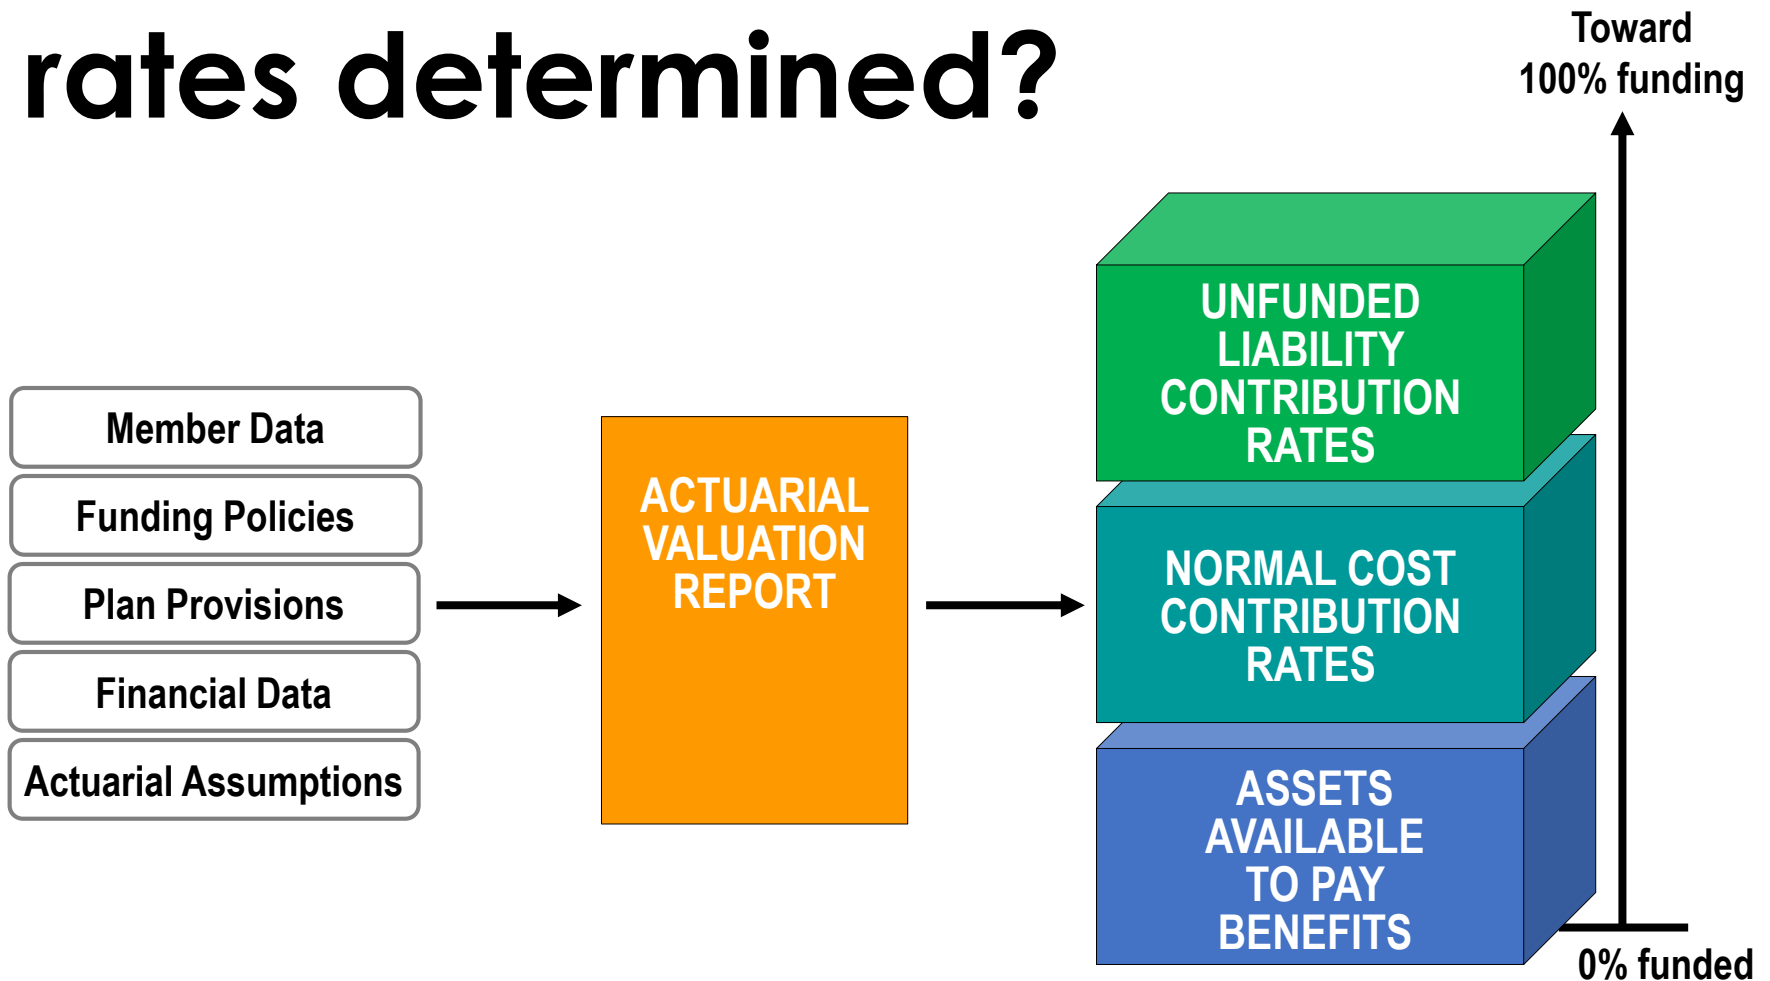 rates determined?
Toward
100% funding
Member Data
Funding Policies
Plan Provisions
Financial Data
Actuarial Assumptions
ACTUARIAL
VALUATION
REPORT
UNFUNDED
LIABILITY
CONTRIBUTION
RATES
NORMAL COST
CONTRIBUTION
RATES
ASSETS
AVAILABLE
TO PAY
BENEFITS
0% funded